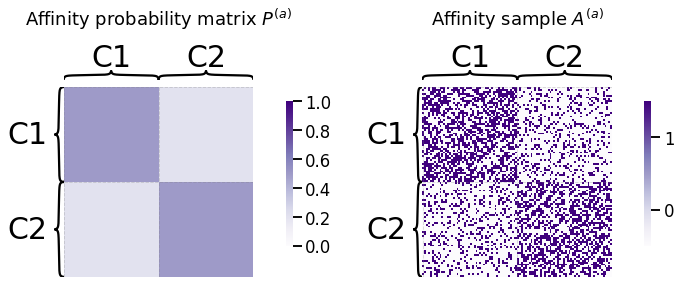 Affinity probability matrix P^(a)
C1 C2
C1
C2
1.0
0.8
0.6
0.4
0.2
0.0
Affinity sample A^(a)
C1 C2
C1
C2
1
0